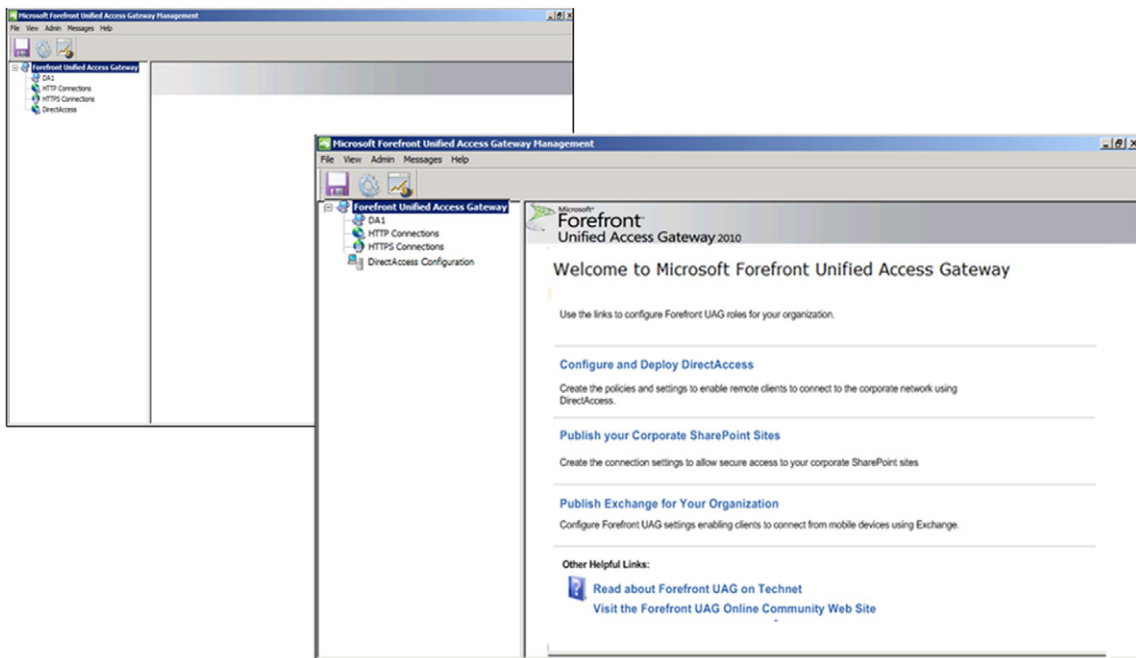 Microsoft Forefront Unified Access Gateway Management
File View Admin Messages Help
Forefront Unified Access Gateway
DA1
HTTP Connections
HTTPS Connections
DirectAccess
Microsoft Forefront Unified Access Gateway Management
File View Admin Messages Help
Forefront Unified Access Gateway
DA1
HTTP Connections
HTTPS Connections
DirectAccess Configuration
Microsoft
Forefront
Unified Access Gateway 2010
Welcome to Microsoft Forefront Unified Access Gateway
Use the links to configure Forefront UAG roles for your organization.
Configure and Deploy DirectAccess
Create the policies and settings to enable remote clients to connect to the corporate network using
DirectAccess.
Publish your Corporate SharePoint Sites
Create the connection settings to allow secure access to your corporate SharePoint sites
Publish Exchange for Your Organization
Configure Forefront UAG settings enabling clients to connect from mobile devices using Exchange.
Other Helpful Links:
Read about Forefront UAG on Technet
Visit the Forefront UAG Online Community Web Site